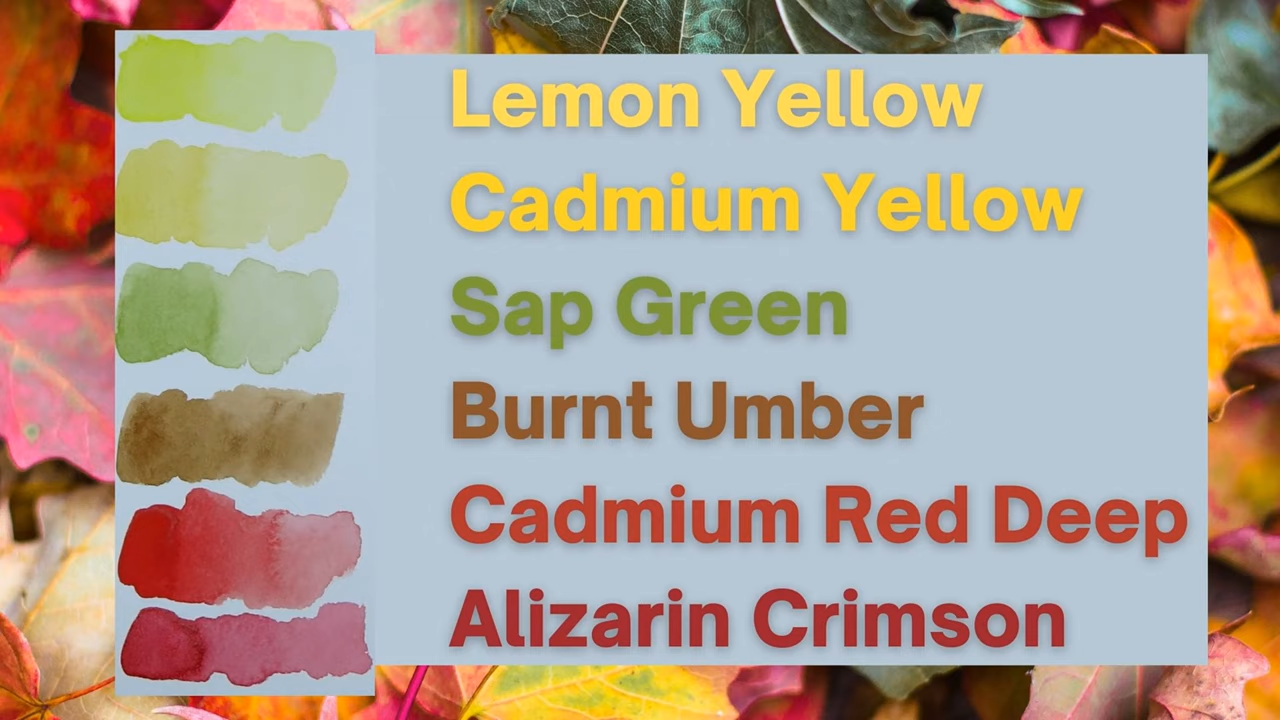 Lemon Yellow
Cadmium Yellow
Sap Green
Burnt Umber
Cadmium Red Deep
Alizarin Crimson